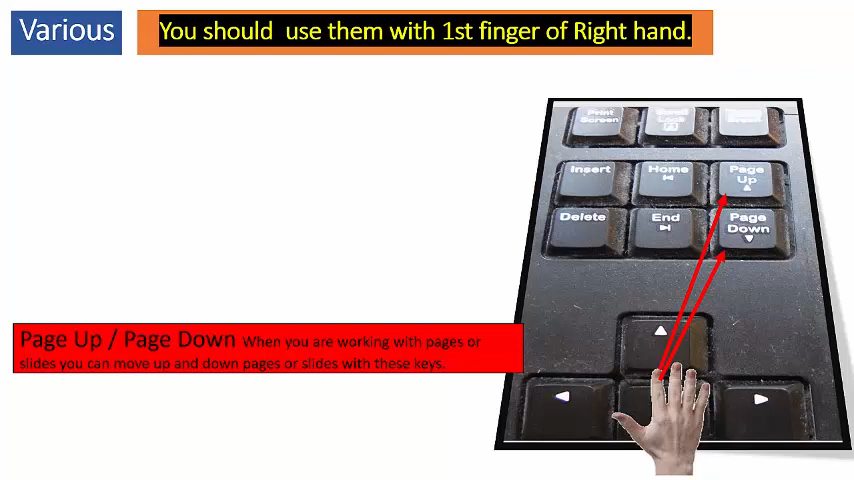 Various
You should  use them with 1st finger of Right hand.
Print
Screen
Scroll
Lock
Insert
Home
Page
Up
Delete
End
Page
Down
Page Up / Page Down When you are working with pages or
slides you can move up and down pages or slides with these keys.